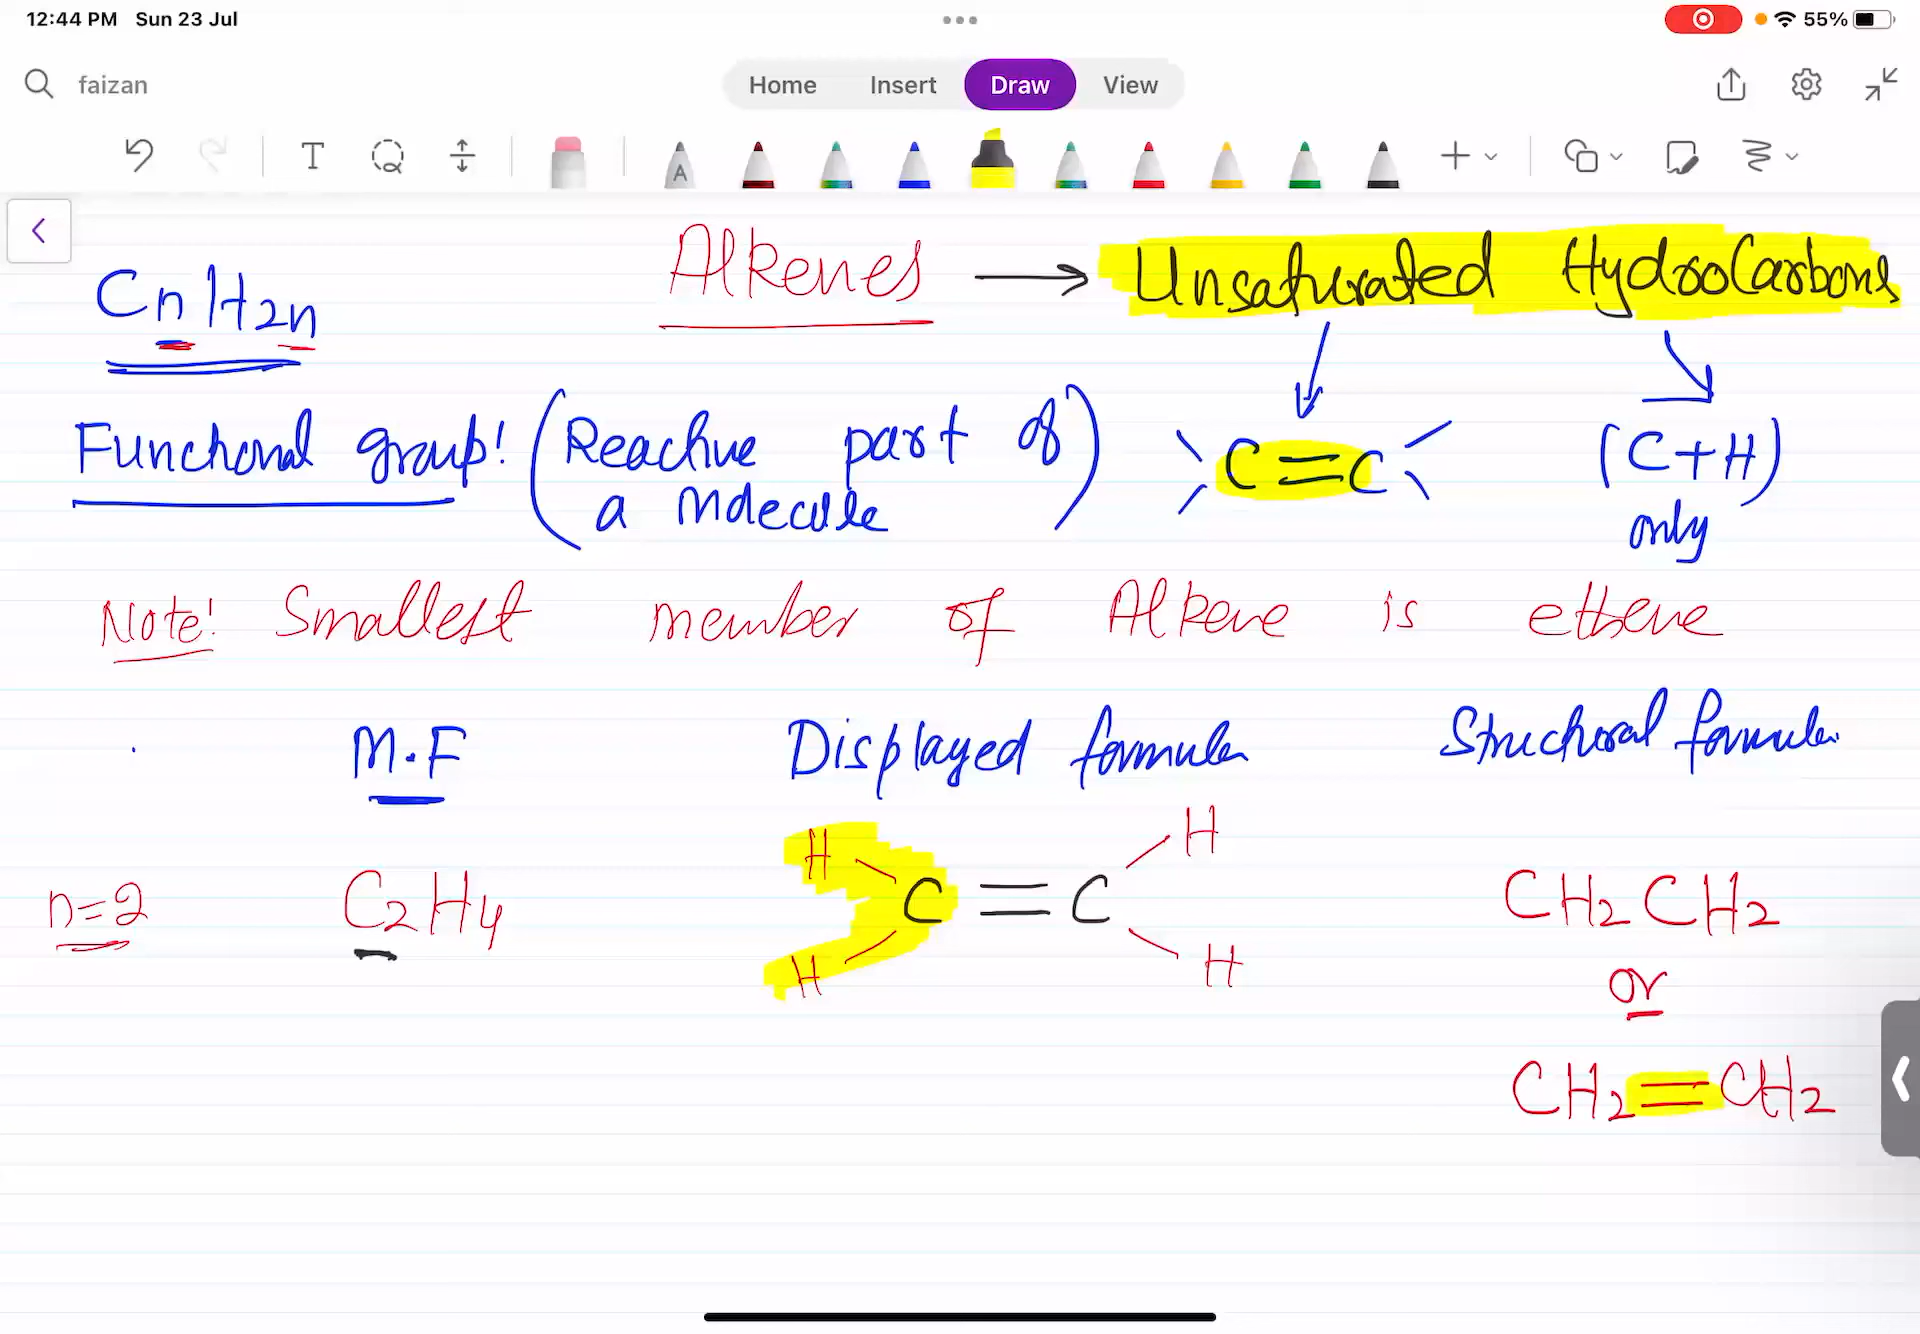 12:44 PM Sun 23 Jul
55%
faizan
Home Insert Draw View
T
A
Alkenes → Unsaturated Hydrocarbons
CnH2n
Functional group! (Reactive part of a molecule)
C=C
(C+H) only
Note! Smallest member of Alkene is ethene
M.F
Displayed formula
Structural formula
n=2
C2H4
H H
C = C
H H
CH2CH2
or
CH2=CH2